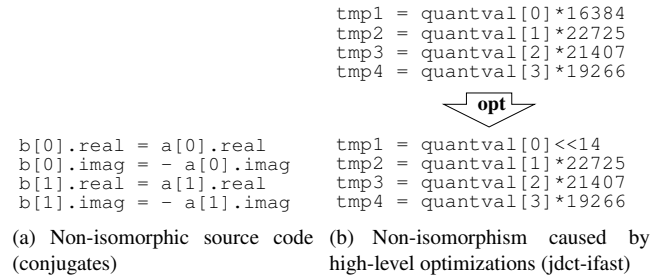 tmp1 = quantval[0]*16384
tmp2 = quantval[1]*22725
tmp3 = quantval[2]*21407
tmp4 = quantval[3]*19266
opt
b[0].real = a[0].real
b[0].imag = - a[0].imag
b[1].real = a[1].real
b[1].imag = - a[1].imag
(a) Non-isomorphic source code
(conjugates)
tmp1 = quantval[0]<<14
tmp2 = quantval[1]*22725
tmp3 = quantval[2]*21407
tmp4 = quantval[3]*19266
(b) Non-isomorphism caused by
high-level optimizations (jdct-ifast)